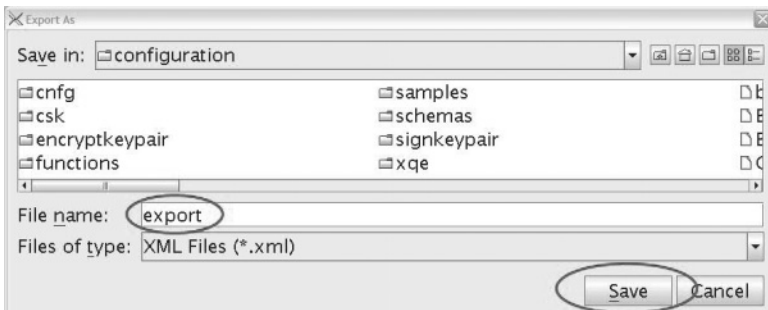 Export As
Save in: configuration
cnfg samples
csk schemas
encryptkeypair signkeypair
functions xqe
File name: export
Files of type: XML Files (*.xml)
Save Cancel